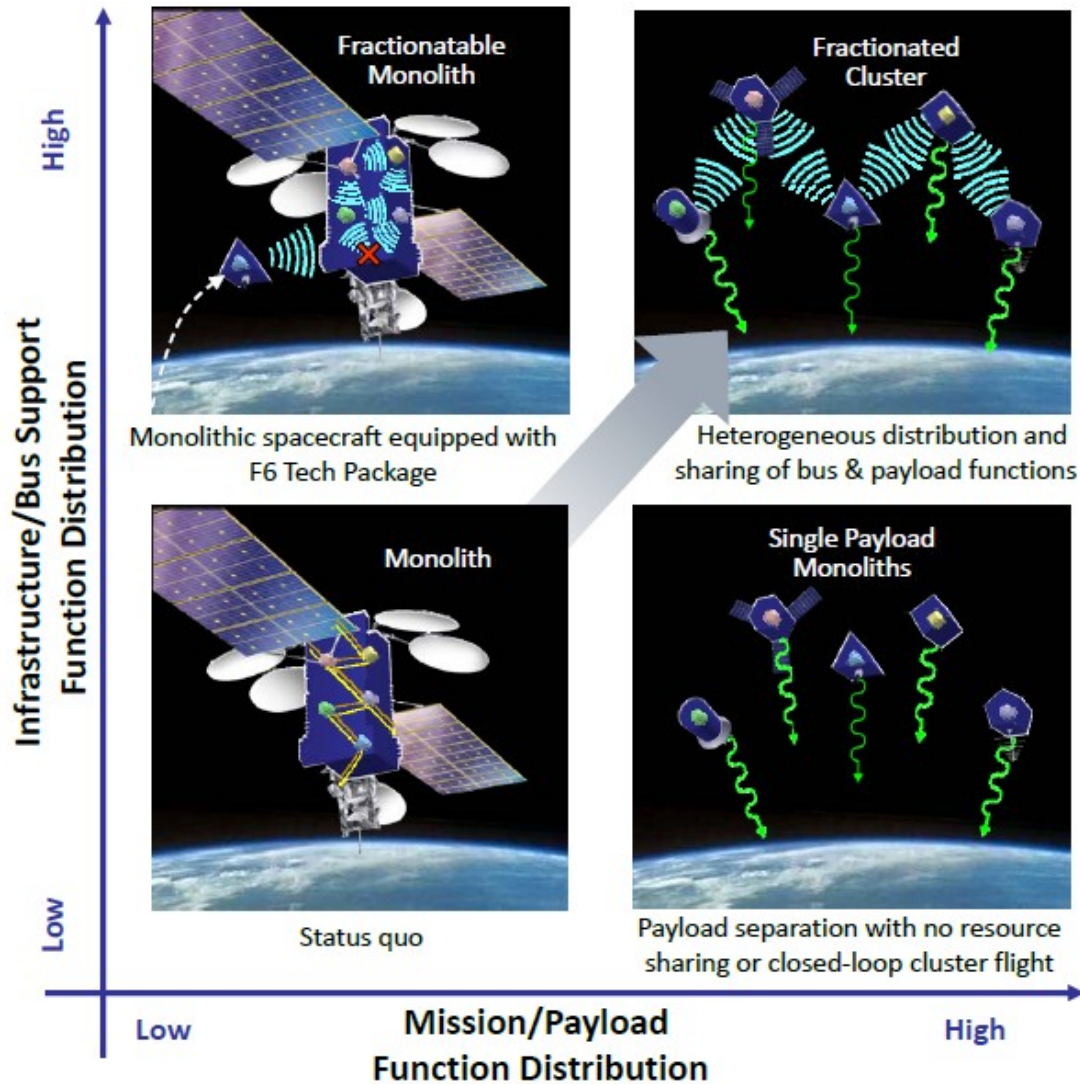 Infrastructure/Bus Support
Function Distribution
High
Low
Fractionatable
Monolith
Monolithic spacecraft equipped with
F6 Tech Package
Fractionated
Cluster
Heterogeneous distribution and
sharing of bus & payload functions
Monolith
Status quo
Single Payload
Monoliths
Payload separation with no resource
sharing or closed-loop cluster flight
Low
High
Mission/Payload
Function Distribution